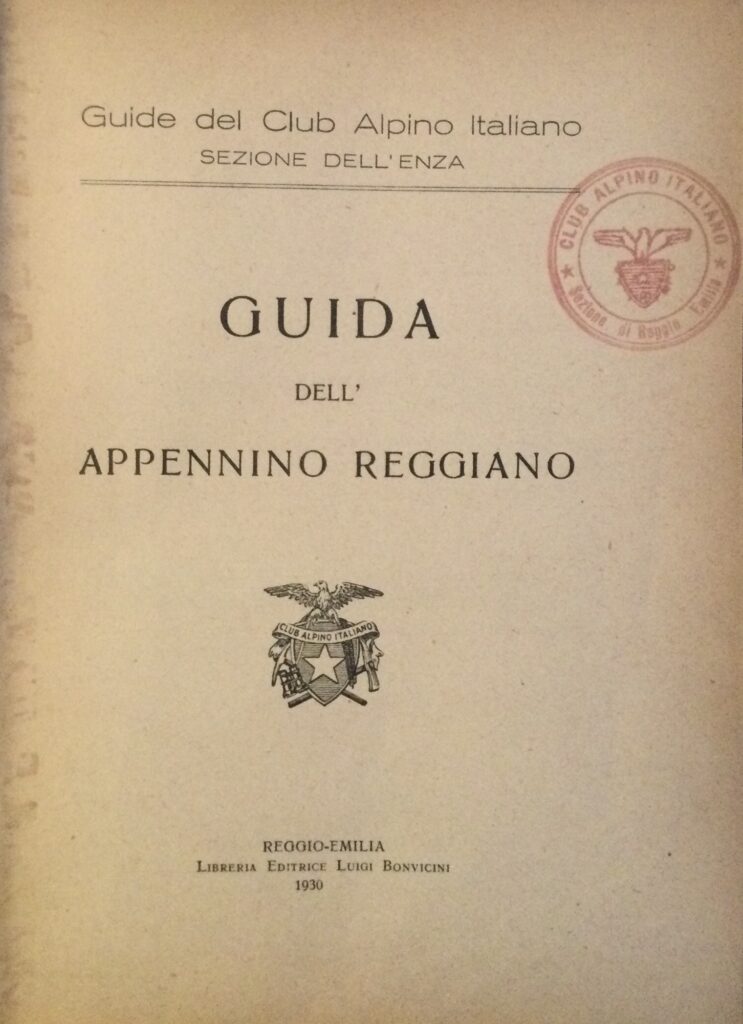 Guide del Club Alpino Italiano
SEZIONE DELL'ENZA
CLUB ALPINO ITALIANO
Sezione di Reggio Emilia
GUIDA
DELL'
APPENNINO REGGIANO
CLUB ALPINO ITALIANO
REGGIO-EMILIA
LIBRERIA EDITRICE LUIGI BONVICINI
1930